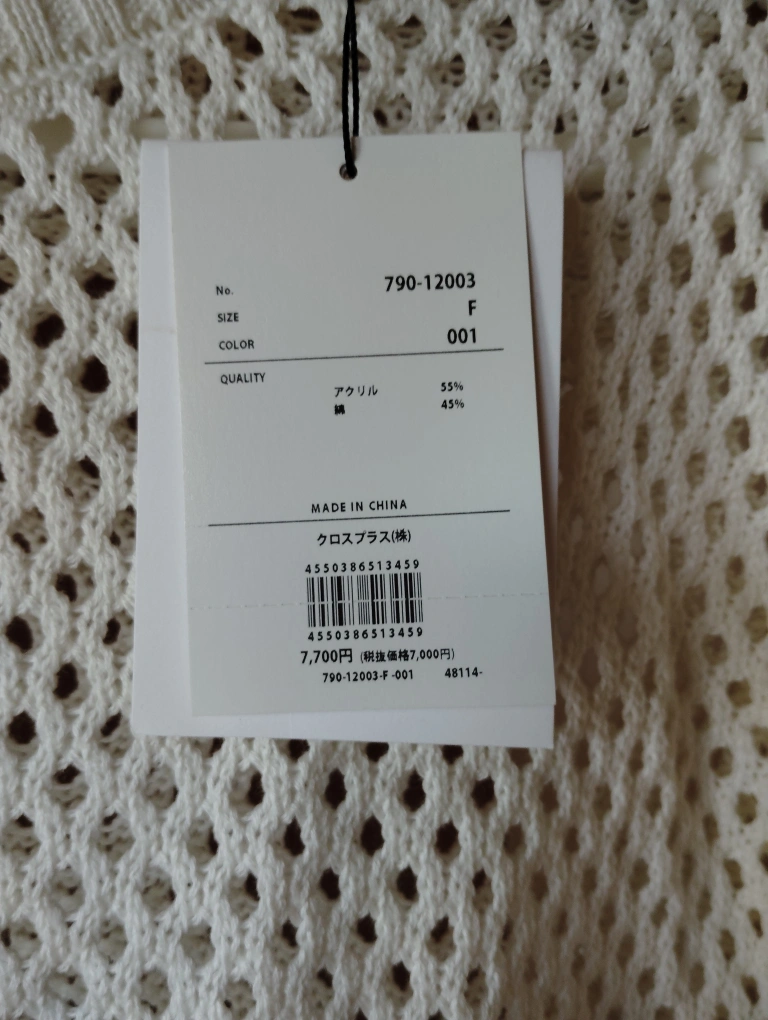 No. 790-12003
SIZE F
COLOR 001
QUALITY
アクリル 55%
綿 45%
MADE IN CHINA
クロスプラス(株)
4550386513459
4550386513459
7,700円 (税抜価格7,000円)
790-12003-F -001 48114-